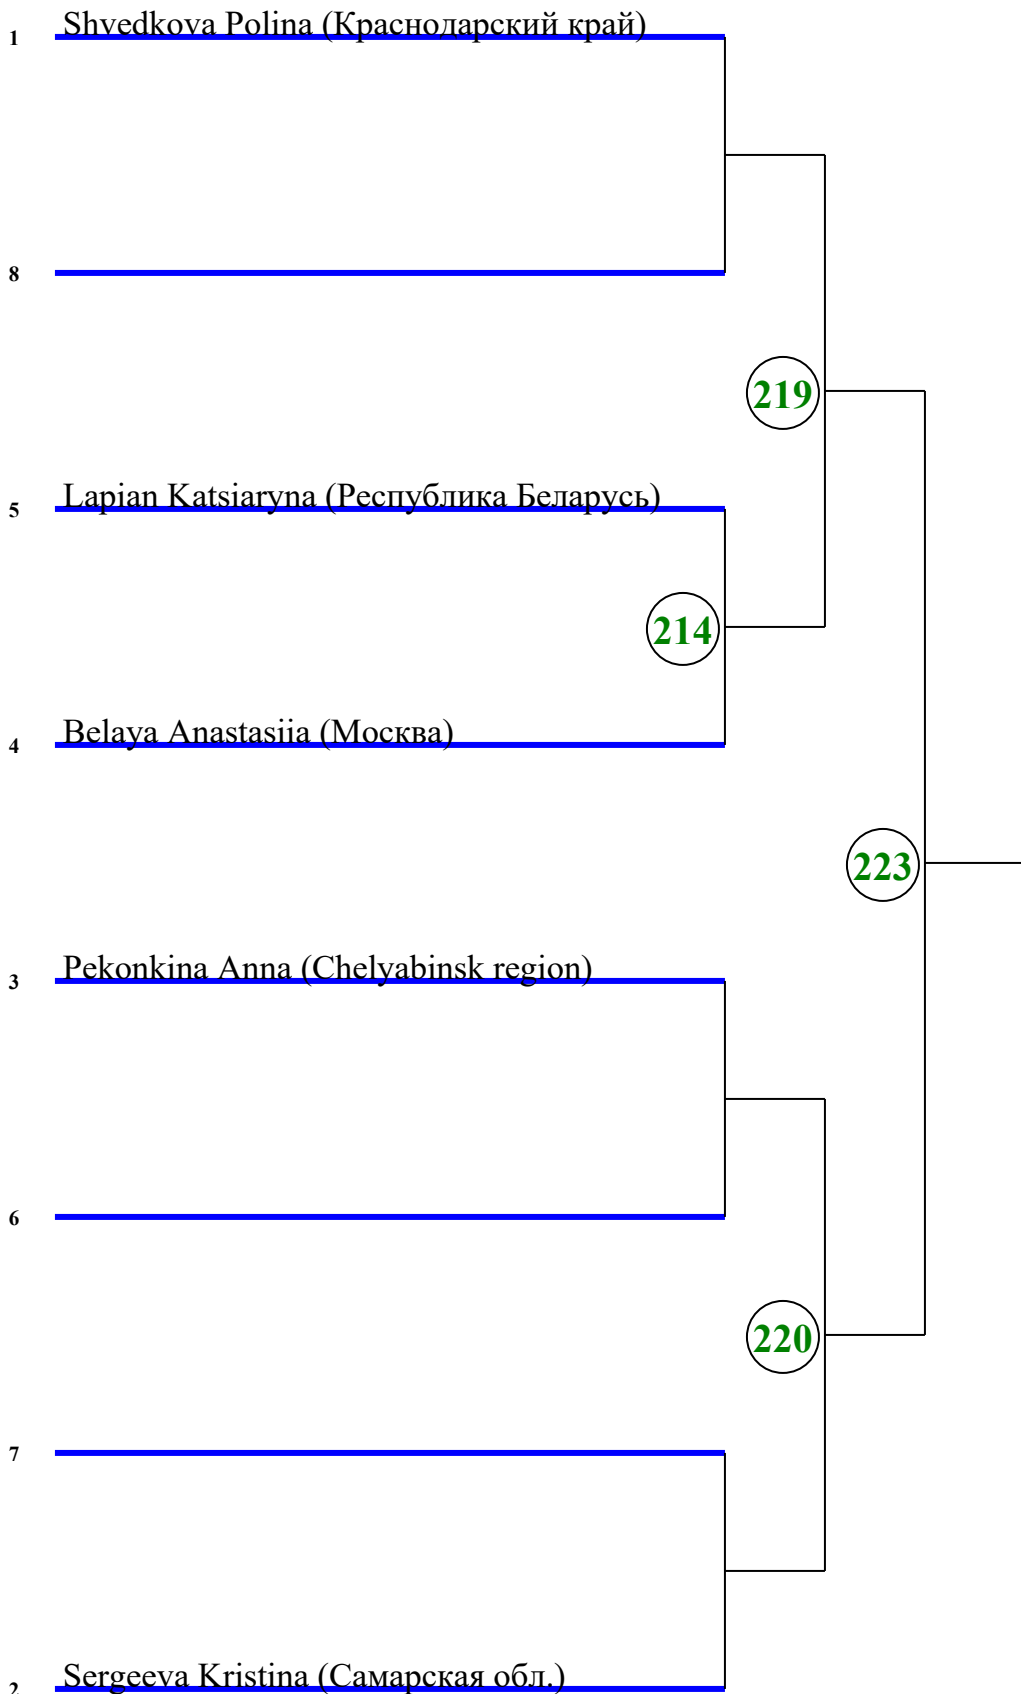 1 Shvedkova Polina (Краснодарский край)
8
219
5 Lapian Katsiaryna (Республика Беларусь)
214
4 Belaya Anastasiia (Москва)
223
3 Pekonkina Anna (Chelyabinsk region)
6
220
7
2 Sergeeva Kristina (Самарская обл.)